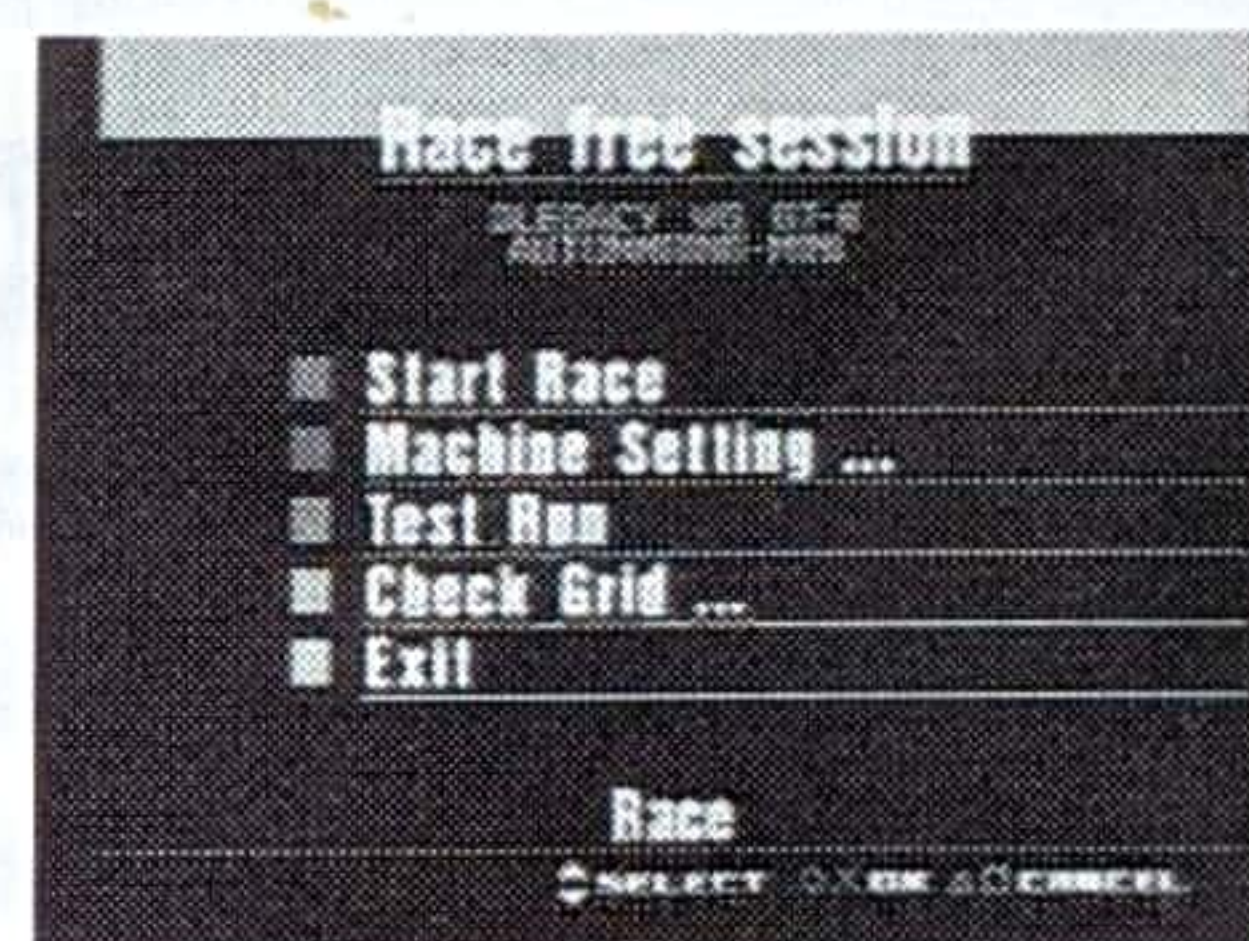 Race free session
Start Race
Machine Setting ...
Test Run
Check Grid ...
Exit
Race
SELECT OK CANCEL